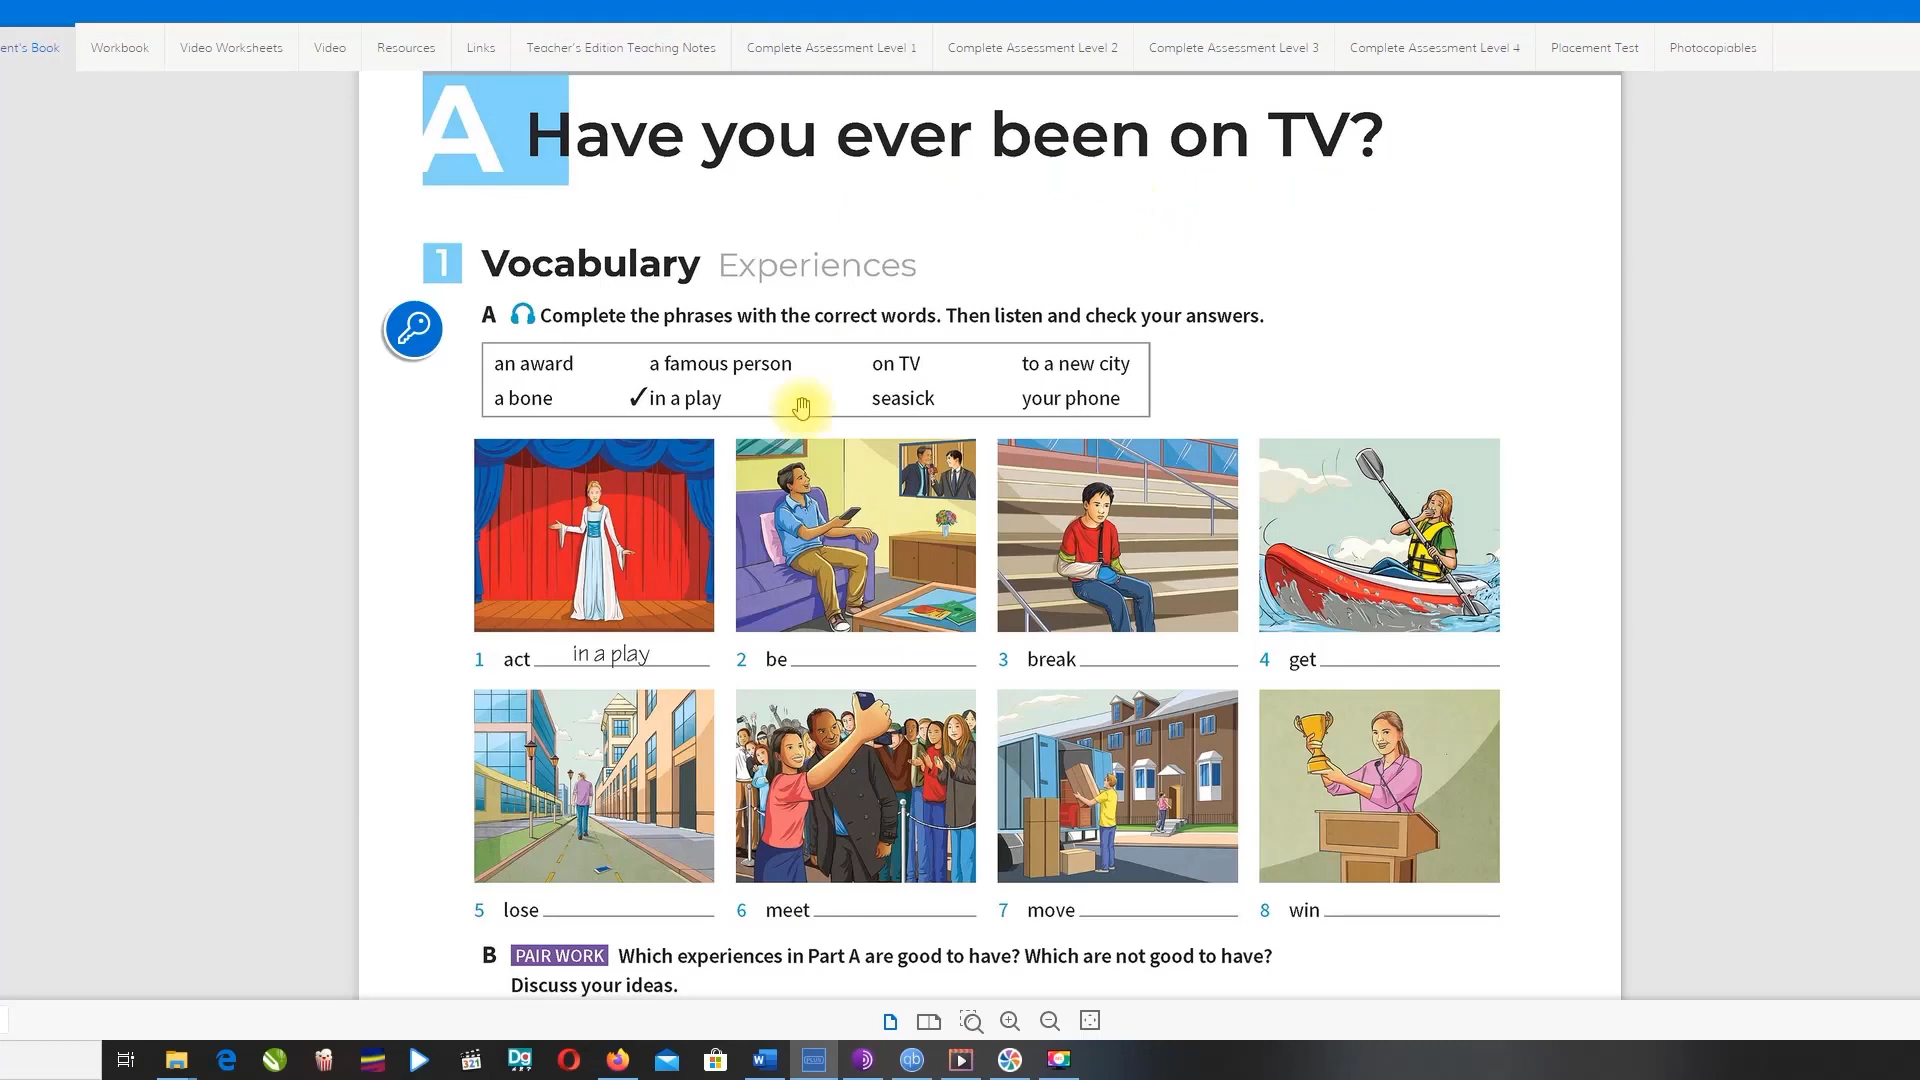 ent's Book Workbook Video Worksheets Video Resources Links Teacher's Edition Teaching Notes Complete Assessment Level 1 Complete Assessment Level 2 Complete Assessment Level 3 Complete Assessment Level 4 Placement Test Photocopiables
A Have you ever been on TV?
1 Vocabulary Experiences
A Complete the phrases with the correct words. Then listen and check your answers.
an award a famous person on TV to a new city
a bone ✓in a play seasick your phone
1 act in a play 2 be 3 break 4 get
5 lose 6 meet 7 move 8 win
B PAIR WORK Which experiences in Part A are good to have? Which are not good to have?
Discuss your ideas.
321 Dg W PLUS qb